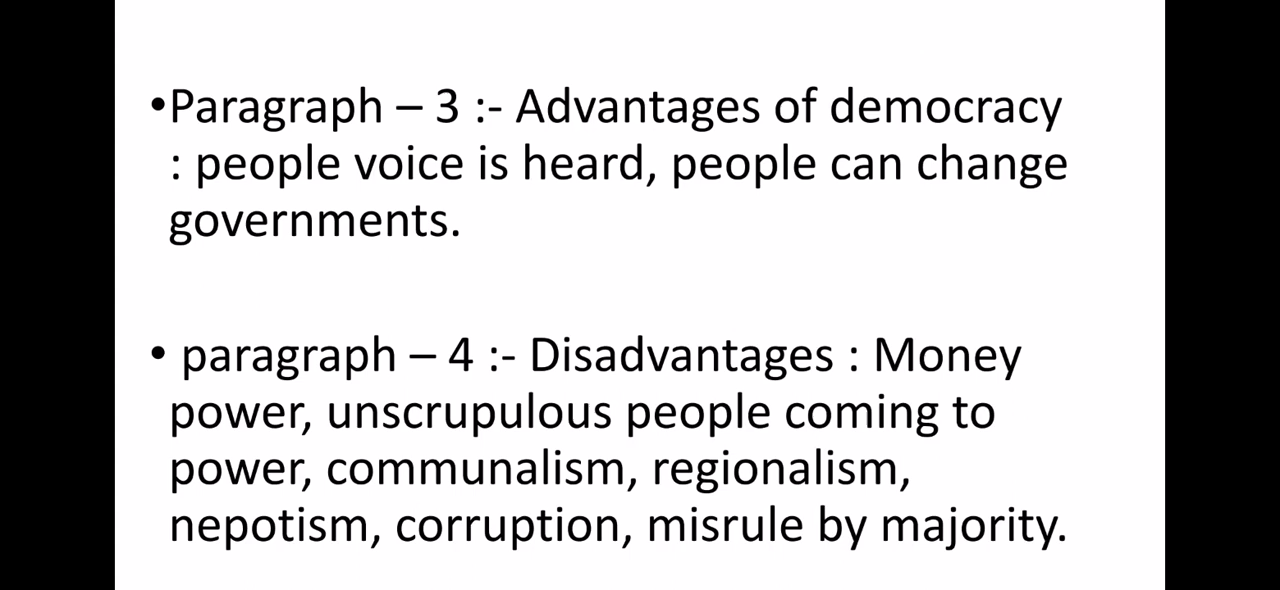 •Paragraph – 3 :- Advantages of democracy
: people voice is heard, people can change
governments.
• paragraph – 4 :- Disadvantages : Money
power, unscrupulous people coming to
power, communalism, regionalism,
nepotism, corruption, misrule by majority.